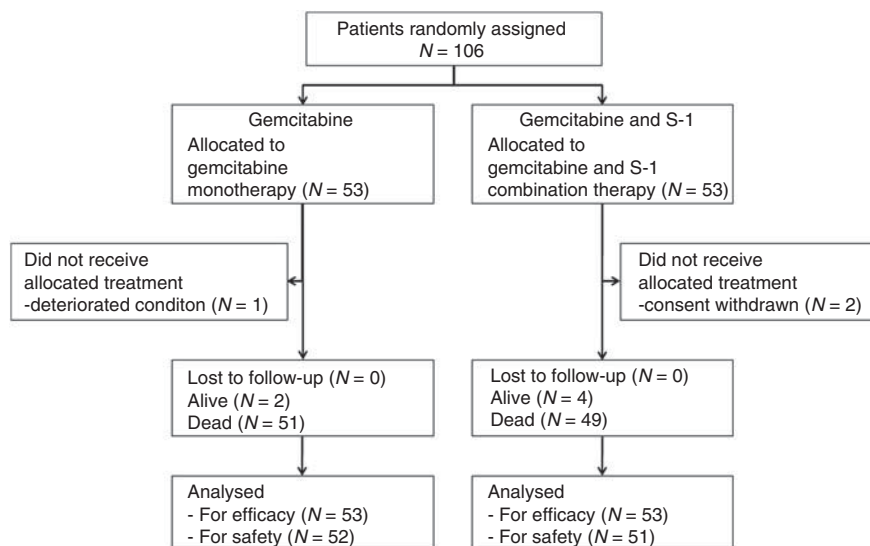 Patients randomly assigned
N = 106
Gemcitabine
Allocated to
gemcitabine
monotherapy (N = 53)
Gemcitabine and S-1
Allocated to
gemcitabine and S-1
combination therapy (N = 53)
Did not receive
allocated treatment
-deteriorated conditon (N = 1)
Did not receive
allocated treatment
-consent withdrawn (N = 2)
Lost to follow-up (N = 0)
Alive (N = 2)
Dead (N = 51)
Lost to follow-up (N = 0)
Alive (N = 4)
Dead (N = 49)
Analysed
- For efficacy (N = 53)
- For safety (N = 52)
Analysed
- For efficacy (N = 53)
- For safety (N = 51)